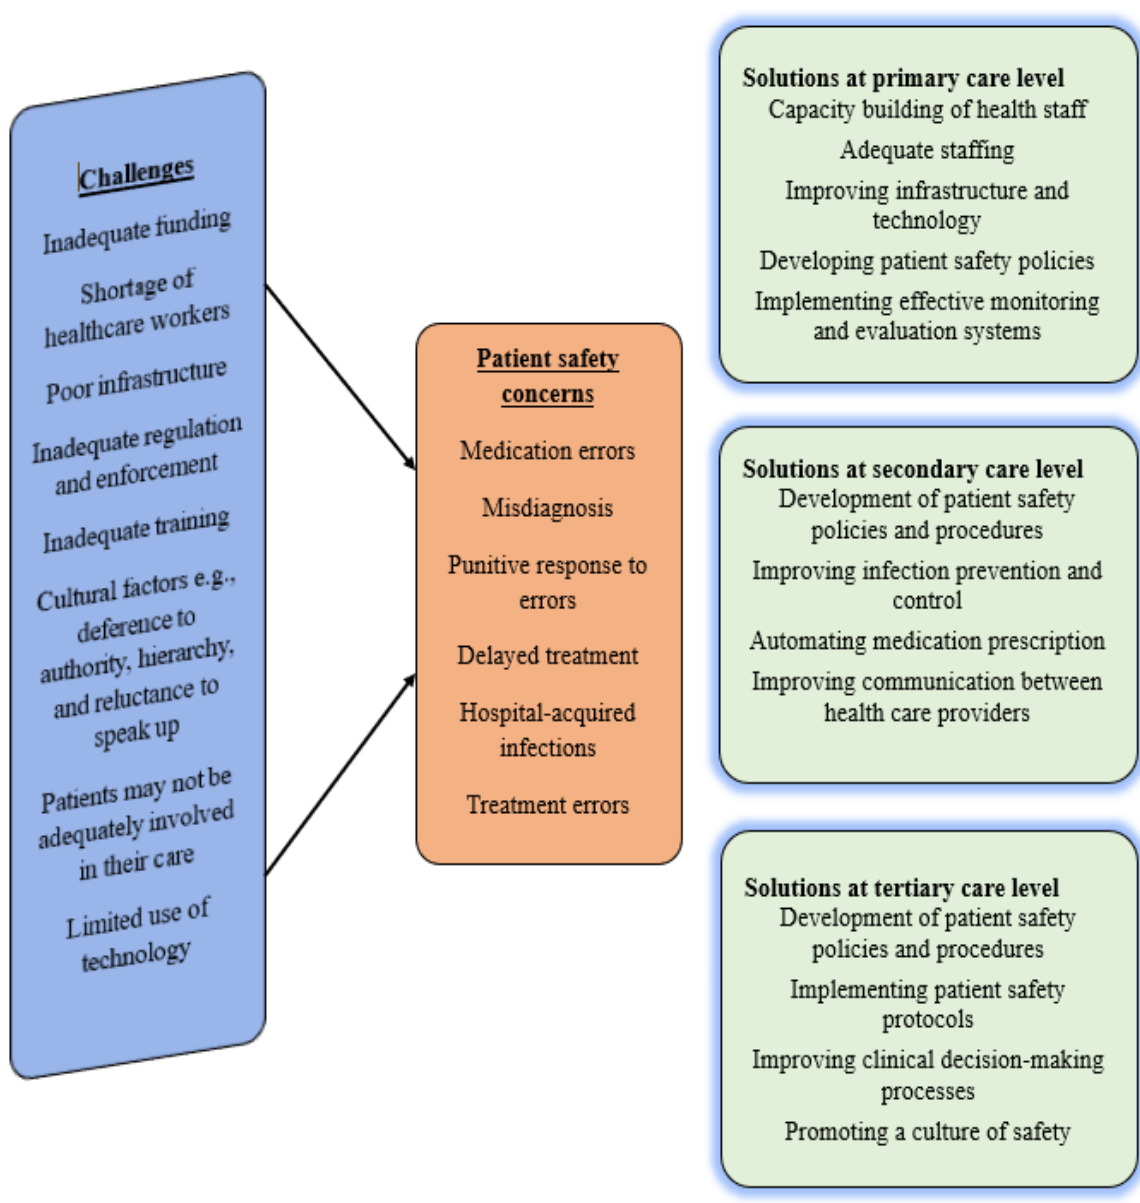 Challenges
Inadequate funding
Shortage of
healthcare workers
Poor infrastructure
Inadequate regulation
and enforcement
Inadequate training
Cultural factors e.g.,
deference to
authority, hierarchy,
and reluctance to
speak up
Patients may not be
adequately involved
in their care
Limited use of
technology
Patient safety
concerns
Medication errors
Misdiagnosis
Punitive response to
errors
Delayed treatment
Hospital-acquired
infections
Treatment errors
Solutions at primary care level
Capacity building of health staff
Adequate staffing
Improving infrastructure and
technology
Developing patient safety policies
Implementing effective monitoring
and evaluation systems
Solutions at secondary care level
Development of patient safety
policies and procedures
Improving infection prevention and
control
Automating medication prescription
Improving communication between
health care providers
Solutions at tertiary care level
Development of patient safety
policies and procedures
Implementing patient safety
protocols
Improving clinical decision-making
processes
Promoting a culture of safety